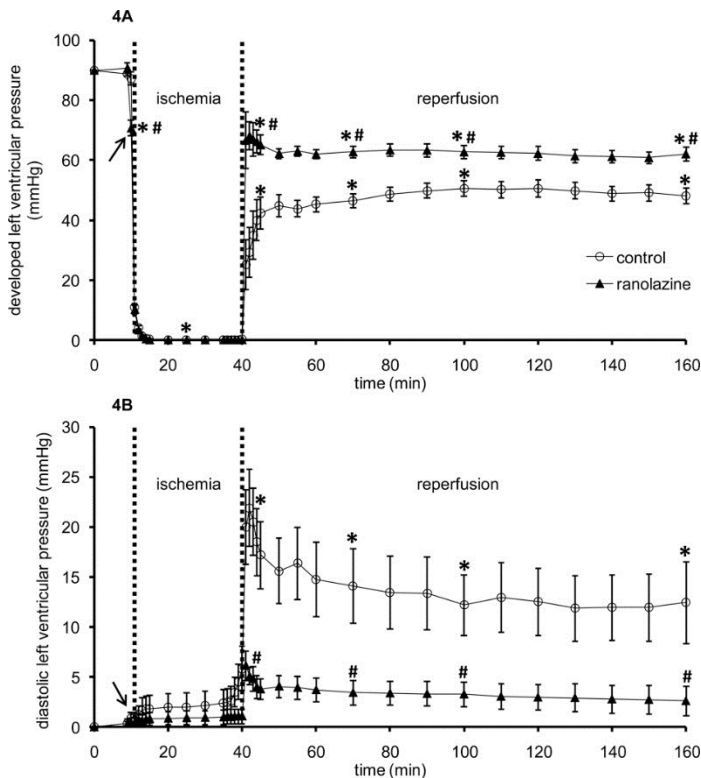 4A
100
80
60
40
20
0
developed left ventricular pressure
(mmHg)
ischemia
reperfusion
* #
* #
* #
* #
* #
*
*
*
*
*
control
ranolazine
0 20 40 60 80 100 120 140 160
time (min)
4B
30
25
20
15
10
5
0
diastolic left ventricular pressure (mmHg)
ischemia
reperfusion
*
*
*
*
#
#
#
#
0 20 40 60 80 100 120 140 160
time (min)